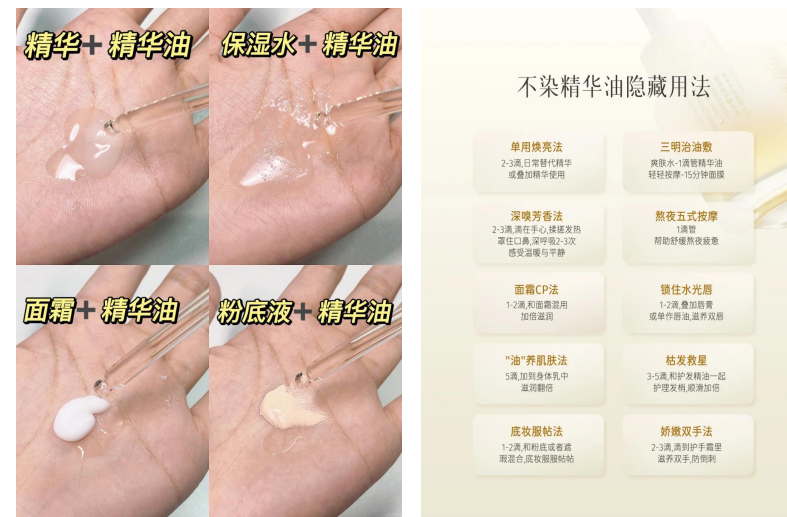 精华+精华油
保湿水+精华油
面霜+精华油
粉底液+精华油
不染精华油隐藏用法
单用焕亮法
2-3滴,日常替代精华
或叠加精华使用
三明治油敷
爽肤水-1滴管精华油
轻轻按摩-15分钟面膜
深嗅芳香法
2-3滴,滴在手心,揉搓发热
罩住口鼻,深呼吸2-3次
感受温暖与平静
熬夜五式按摩
1滴管
帮助舒缓熬夜疲惫
面霜CP法
1-2滴,和面霜混用
加倍滋润
锁住水光唇
1-2滴,叠加唇膏
或单作唇油,滋养双唇
"油"养肌肤法
5滴,加到身体乳中
滋润翻倍
枯发救星
3-5滴,和护发精油一起
护理发梢,顺滑加倍
底妆服帖法
1-2滴,和粉底或者遮
瑕混合,底妆服服帖帖
娇嫩双手法
2-3滴,滴到护手霜里
滋养双手,防倒刺